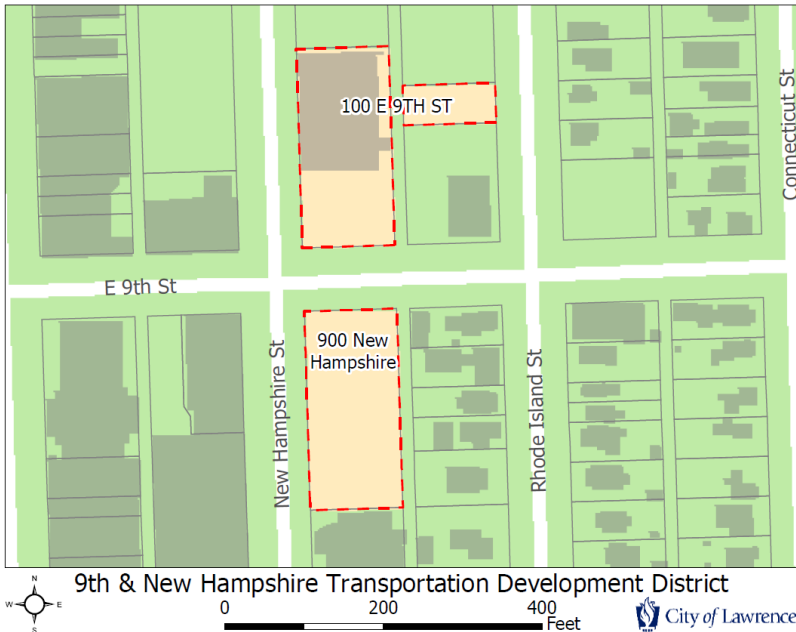 100 E 9TH ST
Connecticut St
E 9th St
900 New
Hampshire
New Hampshire St
Rhode Island St
9th & New Hampshire Transportation Development District
N
W E
S
0 200 400
Feet
City of Lawrence